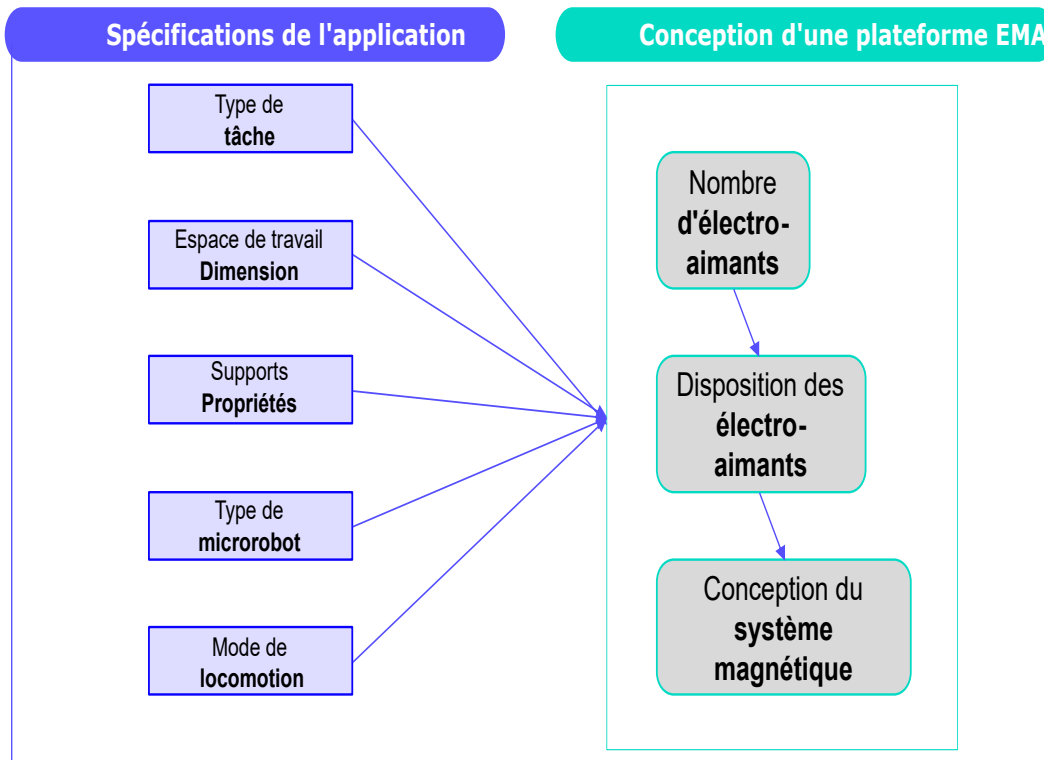 Spécifications de l'application
Conception d'une plateforme EMA
Type de
tâche
Espace de travail
Dimension
Supports
Propriétés
Type de
microrobot
Mode de
locomotion
Nombre
d'électro-
aimants
Disposition des
électro-
aimants
Conception du
système
magnétique